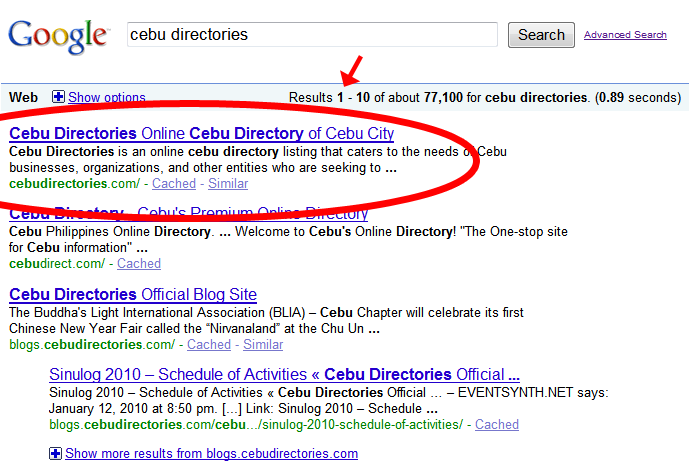 Google
cebu directories
Search
Advanced Search
Web
Show options...
Results 1 - 10 of about 77,100 for cebu directories. (0.89 seconds)
Cebu Directories Online Cebu Directory of Cebu City
Cebu Directories is an online cebu directory listing that caters to the needs of Cebu
businesses, organizations, and other entities who are seeking to ...
cebudirectories.com/ - Cached - Similar
Cebu Directory - Cebu's Premium Online Directory
Cebu Philippines Online Directory. ... Welcome to Cebu's Online Directory! "The One-stop site
for Cebu information" ...
cebudirect.com/ - Cached
Cebu Directories Official Blog Site
The Buddha's Light International Association (BLIA) – Cebu Chapter will celebrate its first
Chinese New Year Fair called the “Nirvanaland” at the Chu Un ...
blogs.cebudirectories.com/ - Cached - Similar
Sinulog 2010 – Schedule of Activities « Cebu Directories Official ...
Sinulog 2010 – Schedule of Activities « Cebu Directories Official ... – EVENTSYNTH.NET says:
January 12, 2010 at 8:50 pm. [...] Link: Sinulog 2010 – Schedule ...
blogs.cebudirectories.com/cebu.../sinulog-2010-schedule-of-activities/ - Cached
Show more results from blogs.cebudirectories.com